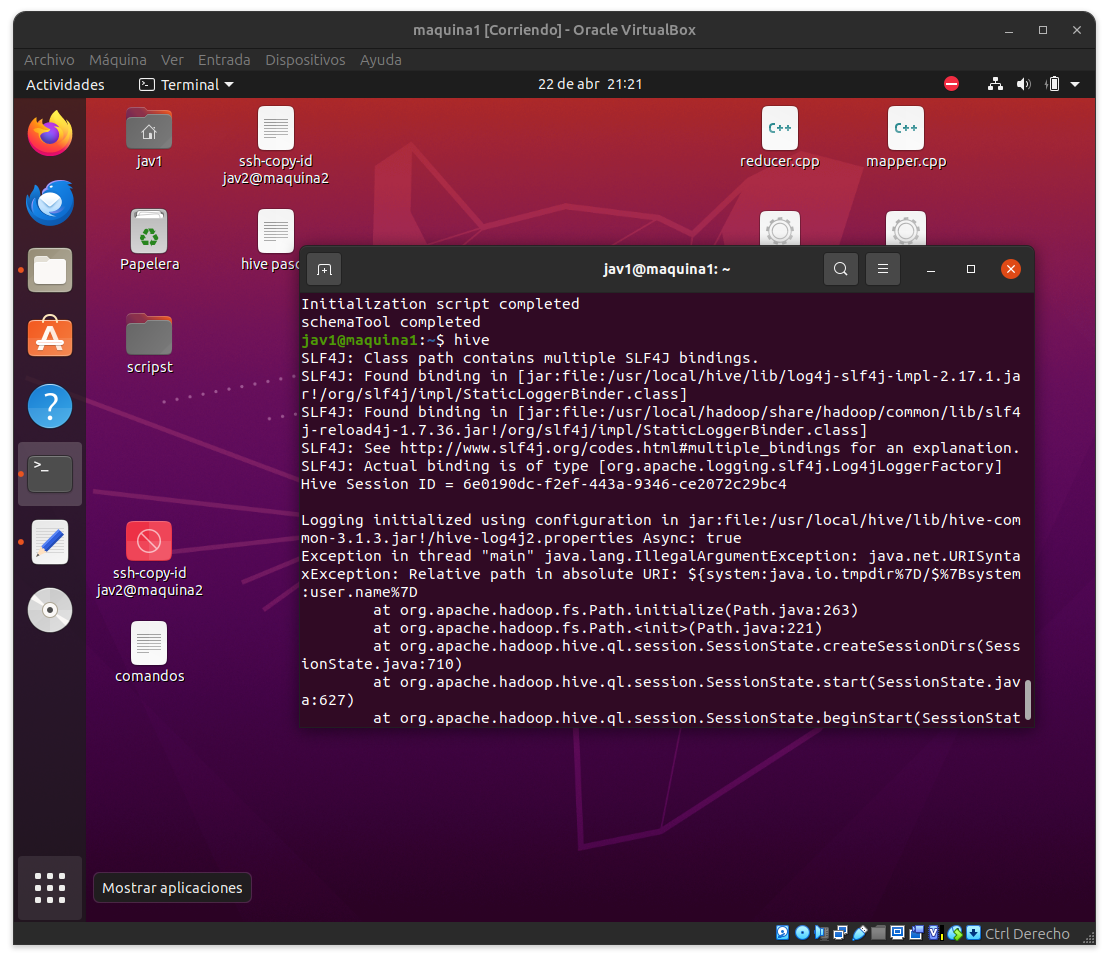 maquina1 [Corriendo] - Oracle VirtualBox
Archivo Máquina Ver Entrada Dispositivos Ayuda
Actividades Terminal 22 de abr 21:21
jav1
ssh-copy-id
jav2@maquina2
reducer.cpp
mapper.cpp
Papelera
hive paso
scripst
ssh-copy-id
jav2@maquina2
comandos
jav1@maquina1: ~
Initialization script completed
schemaTool completed
jav1@maquina1:~$ hive
SLF4J: Class path contains multiple SLF4J bindings.
SLF4J: Found binding in [jar:file:/usr/local/hive/lib/log4j-slf4j-impl-2.17.1.ja
r!/org/slf4j/impl/StaticLoggerBinder.class]
SLF4J: Found binding in [jar:file:/usr/local/hadoop/share/hadoop/common/lib/slf4
j-reload4j-1.7.36.jar!/org/slf4j/impl/StaticLoggerBinder.class]
SLF4J: See http://www.slf4j.org/codes.html#multiple_bindings for an explanation.
SLF4J: Actual binding is of type [org.apache.logging.slf4j.Log4jLoggerFactory]
Hive Session ID = 6e0190dc-f2ef-443a-9346-ce2072c29bc4
Logging initialized using configuration in jar:file:/usr/local/hive/lib/hive-com
mon-3.1.3.jar!/hive-log4j2.properties Async: true
Exception in thread "main" java.lang.IllegalArgumentException: java.net.URISynta
xException: Relative path in absolute URI: ${system:java.io.tmpdir%7D/$%7Bsystem
:user.name%7D
at org.apache.hadoop.fs.Path.initialize(Path.java:263)
at org.apache.hadoop.fs.Path.<init>(Path.java:221)
at org.apache.hadoop.hive.ql.session.SessionState.createSessionDirs(Sess
ionState.java:710)
at org.apache.hadoop.hive.ql.session.SessionState.start(SessionState.jav
a:627)
at org.apache.hadoop.hive.ql.session.SessionState.beginStart(SessionStat
Mostrar aplicaciones
Ctrl Derecho